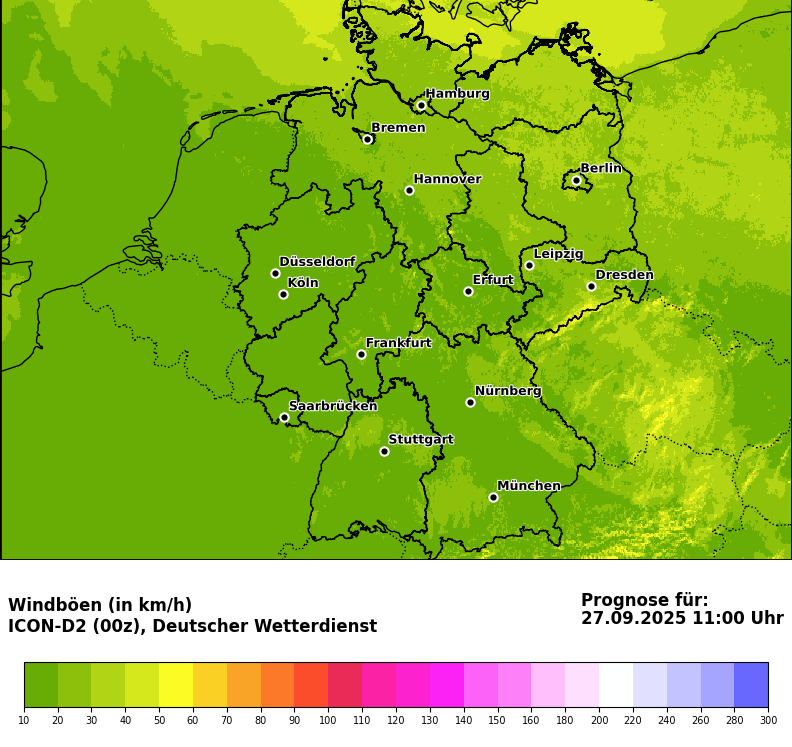 Hamburg
Bremen
Berlin
Hannover
Leipzig
Düsseldorf
Dresden
Köln
Erfurt
Frankfurt
Nürnberg
Saarbrücken
Stuttgart
München
Windböen (in km/h)
ICON-D2 (00z), Deutscher Wetterdienst
Prognose für:
27.09.2025 11:00 Uhr
10 20 30 40 50 60 70 80 90 100 110 120 130 140 150 160 180 200 220 240 260 280 300